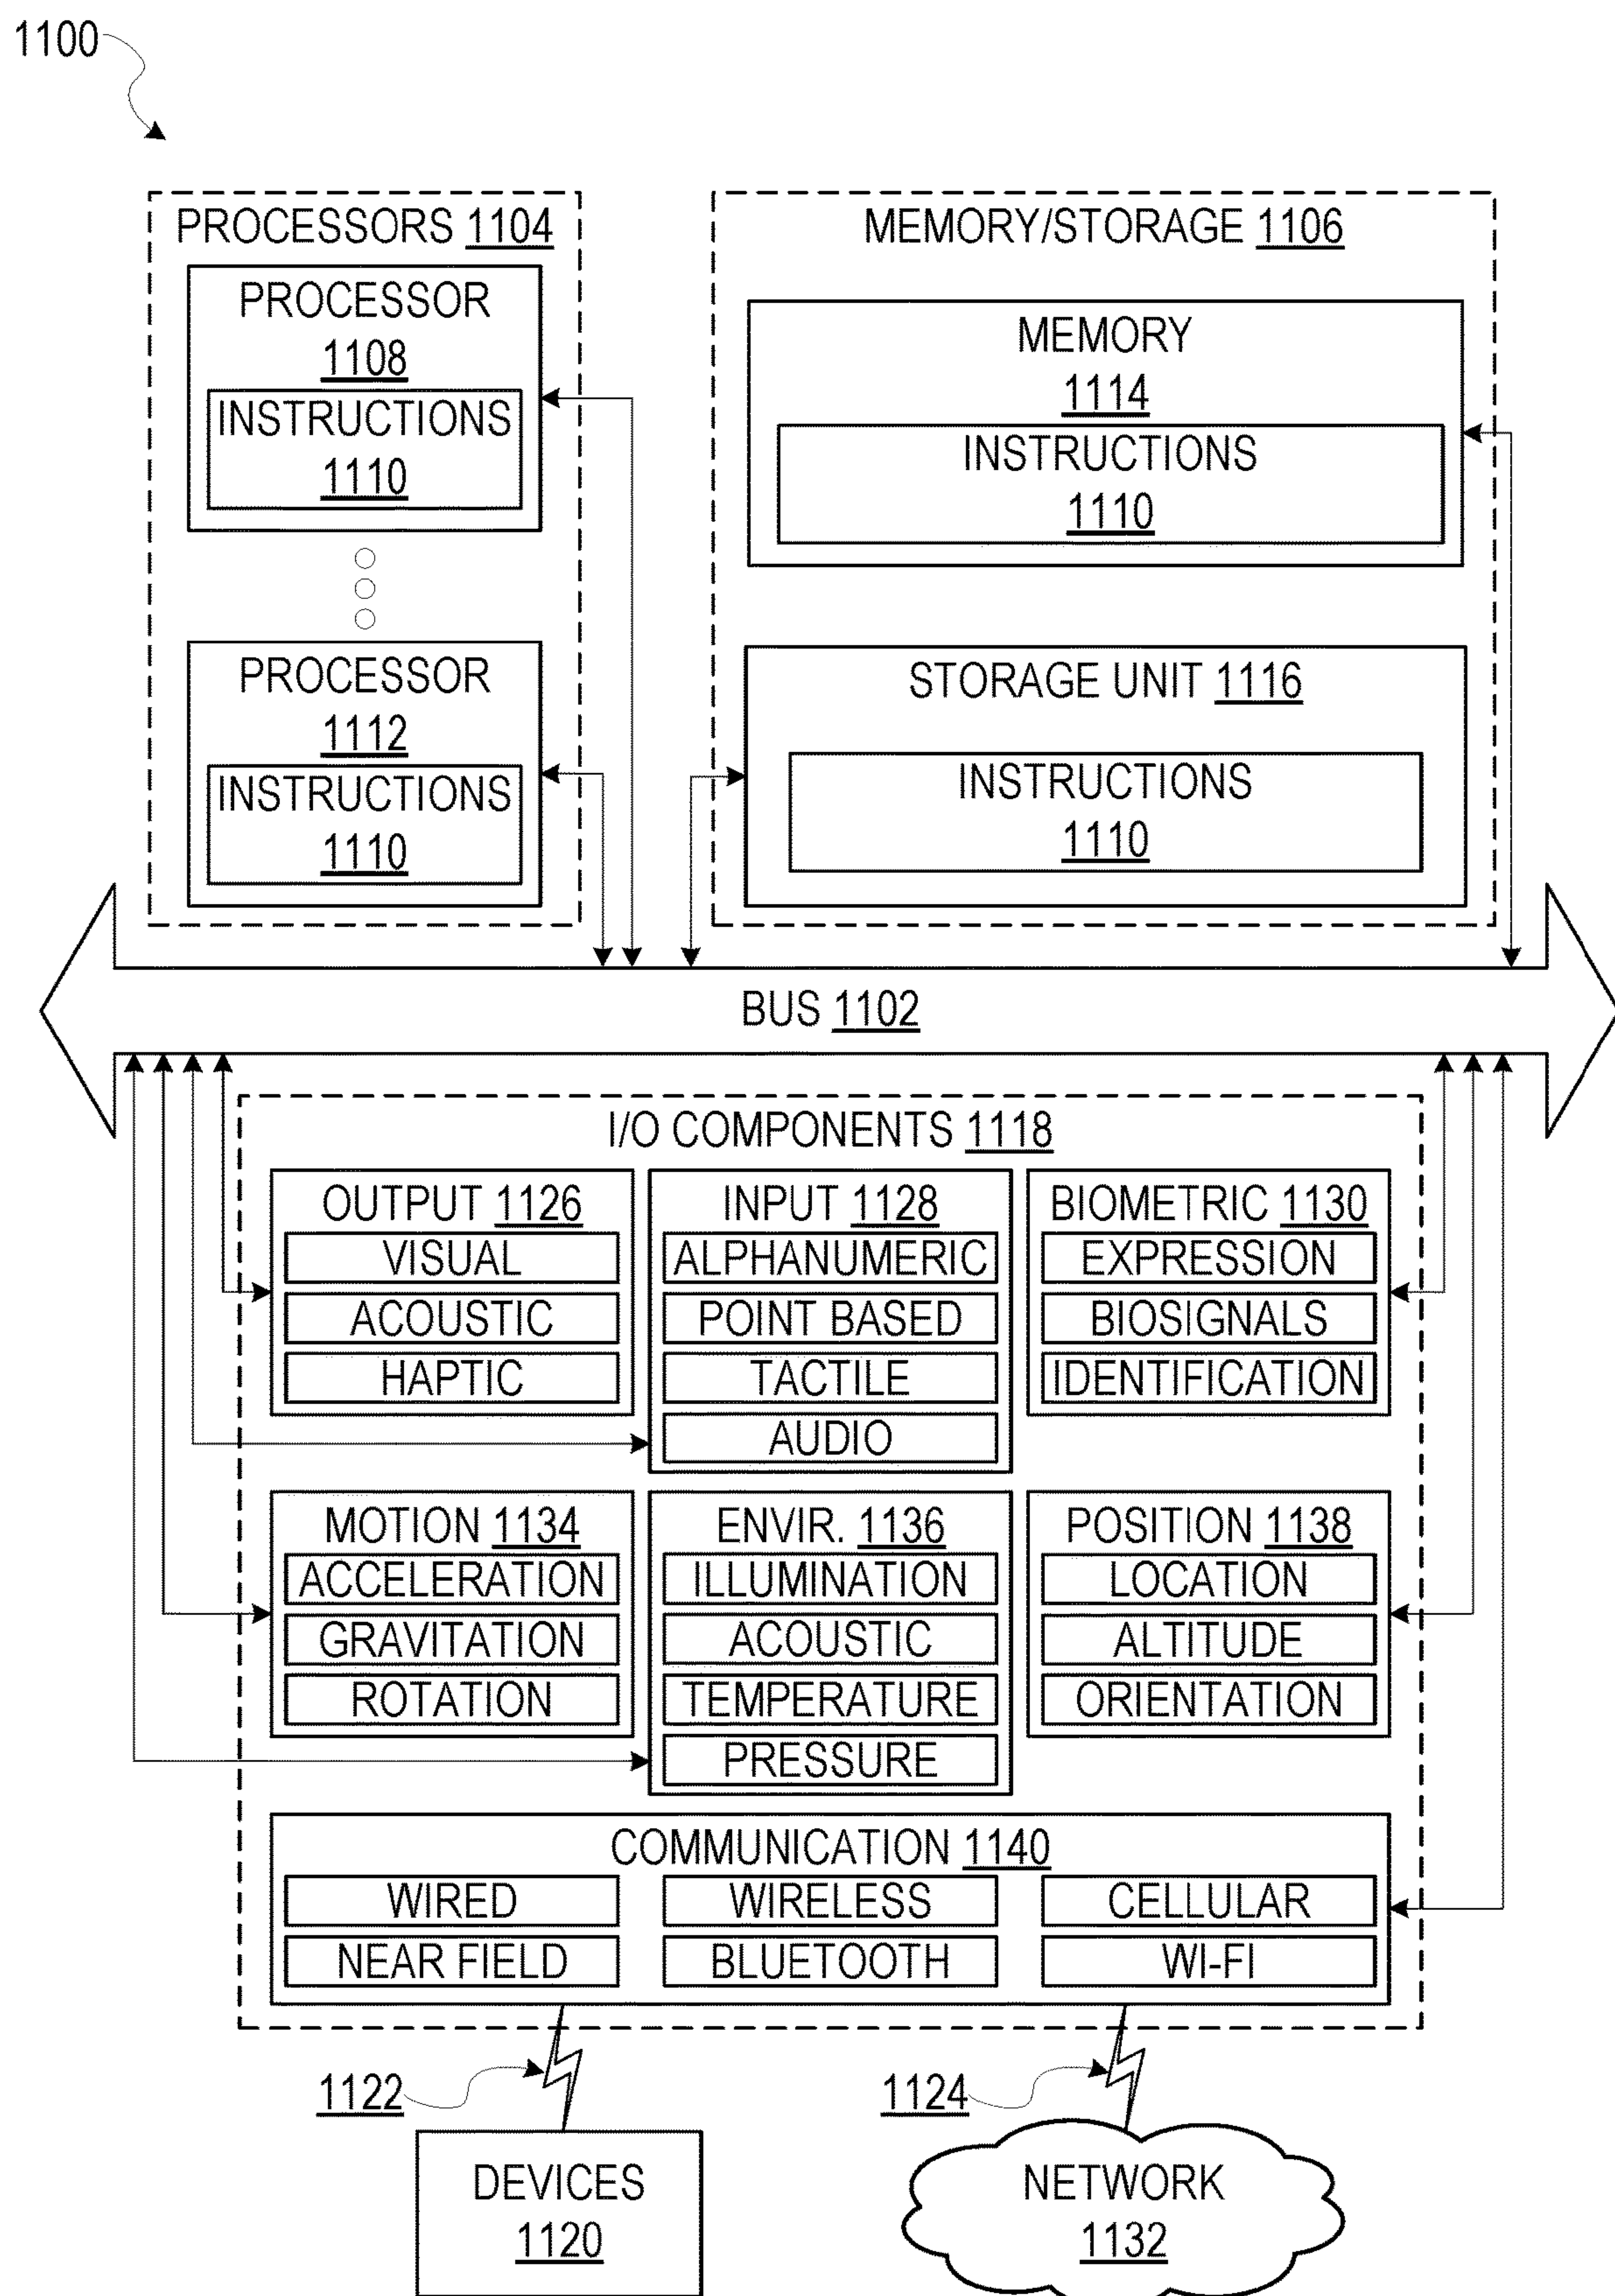 1100
PROCESSORS 1104
PROCESSOR
1108
INSTRUCTIONS
1110
PROCESSOR
1112
INSTRUCTIONS
1110
MEMORY/STORAGE 1106
MEMORY
1114
INSTRUCTIONS
1110
STORAGE UNIT 1116
INSTRUCTIONS
1110
BUS 1102
I/O COMPONENTS 1118
OUTPUT 1126
VISUAL
ACOUSTIC
HAPTIC
INPUT 1128
ALPHANUMERIC
POINT BASED
TACTILE
AUDIO
BIOMETRIC 1130
EXPRESSION
BIOSIGNALS
IDENTIFICATION
MOTION 1134
ACCELERATION
GRAVITATION
ROTATION
ENVIR. 1136
ILLUMINATION
ACOUSTIC
TEMPERATURE
PRESSURE
POSITION 1138
LOCATION
ALTITUDE
ORIENTATION
COMMUNICATION 1140
WIRED
WIRELESS
CELLULAR
NEAR FIELD
BLUETOOTH
WI-FI
1122
1124
DEVICES
1120
NETWORK
1132